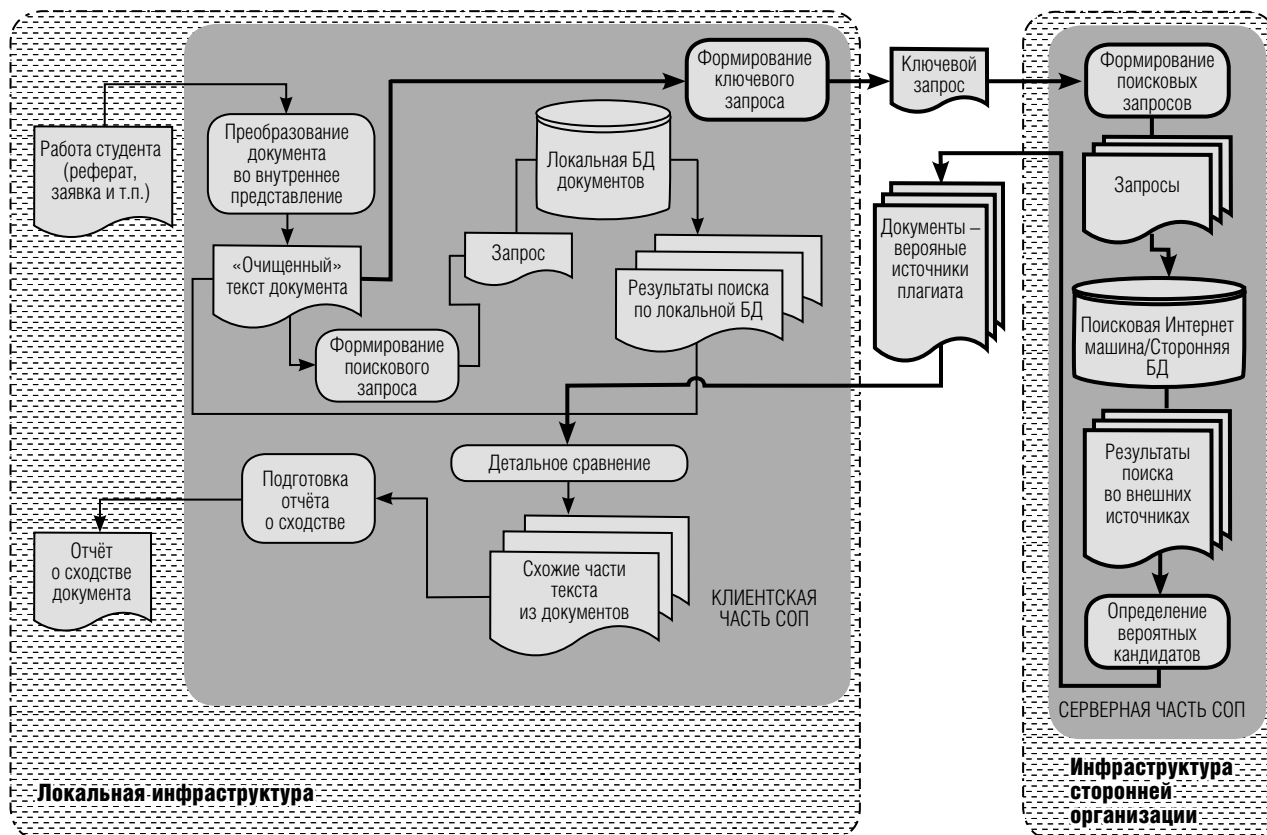 Работа студента
(реферат,
заявка и т.п.)
Преобразование
документа
во внутреннее
представление
«Очищенный»
текст документа
Формирование
поискового
запроса
Запрос
Локальная БД
документов
Результаты поиска
по локальной БД
Формирование
ключевого
запроса
Ключевой
запрос
Формирование
поисковых
запросов
Запросы
Поисковая Интернет
машина/Сторонняя
БД
Результаты
поиска
во внешних
источниках
Определение
вероятных
кандидатов
СЕРВЕРНАЯ ЧАСТЬ СОП
Инфраструктура
сторонней
организации
Документы –
верояные
источники
плагиата
Детальное сравнение
Схожие части
текста
из документов
Подготовка
отчёта
о сходстве
Отчёт
о сходстве
документа
КЛИЕНТСКАЯ
ЧАСТЬ СОП
Локальная инфраструктура